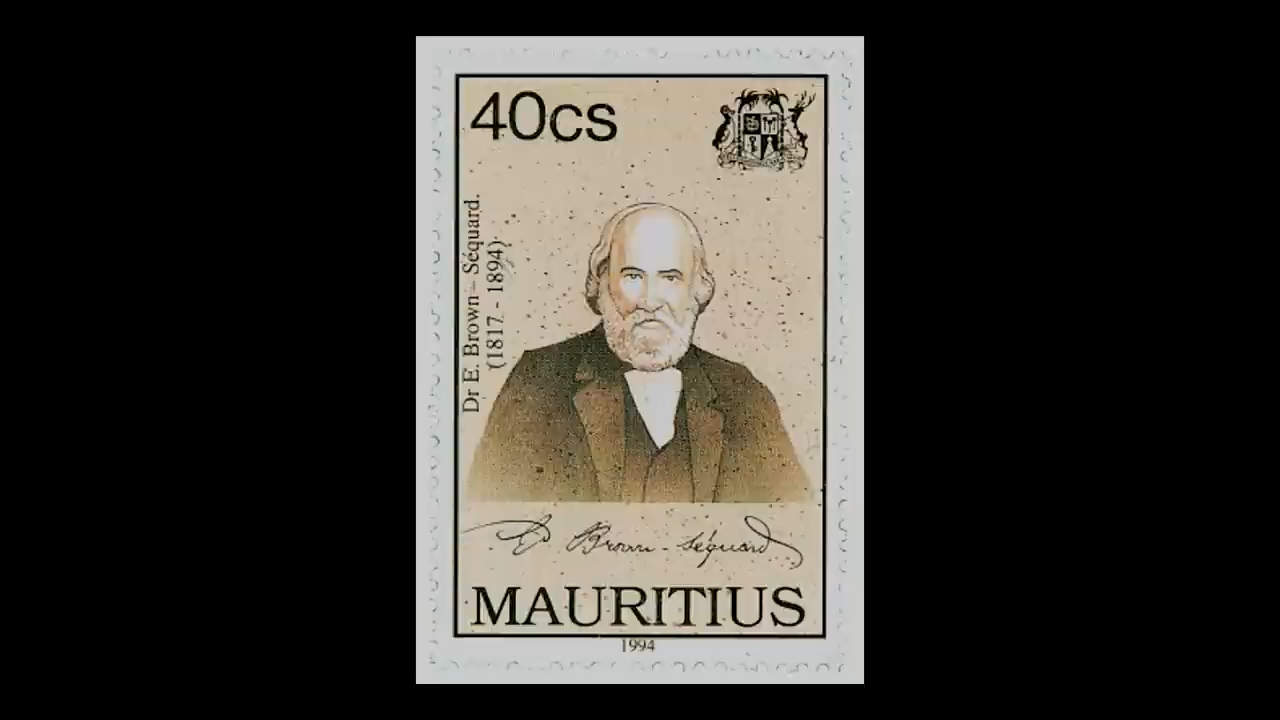 40cs
Dr E. Brown – Séquard.
(1817 - 1894)
E Brown-Séquard
MAURITIUS
1994